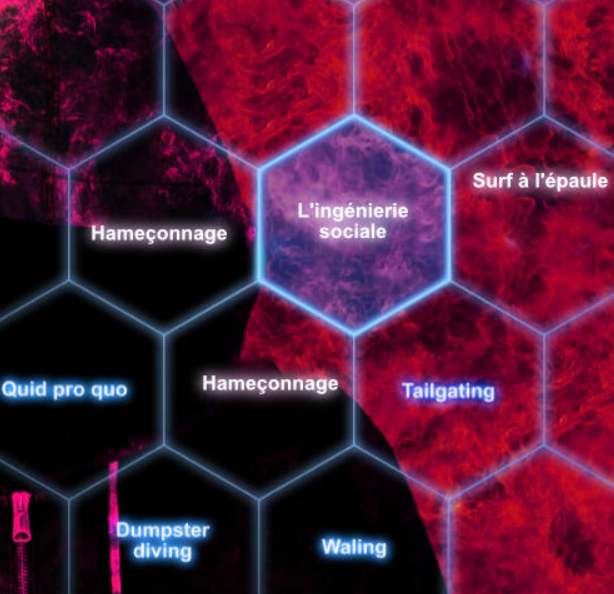 Surf à l'épaule
L'ingénierie
sociale
Hameçonnage
Hameçonnage
Quid pro quo
Tailgating
Dumpster
diving
Waling